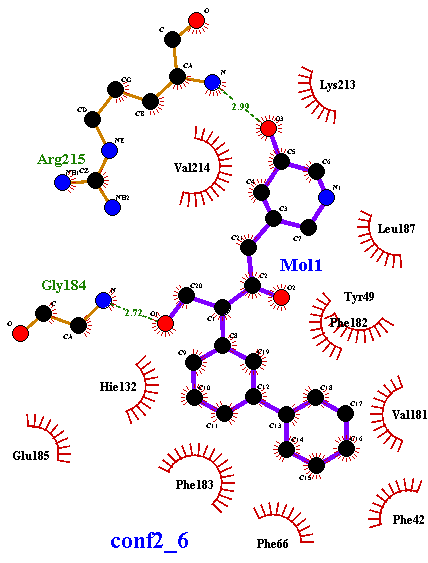 O
C
CA
N
CG
CB
CD
NE
CZ
NH1
NH2
2.99
O3
Lys213
Arg215
Val214
C5
C6
C4
N1
C3
C7
Leu187
C2
Mol1
Gly184
N
C
CA
O
2.72
C20
C2
O2
Tyr49
Phe182
C1
C8
C9
C19
Hie132
C10
C12
C11
C18
C17
C13
C14
C16
C15
Val181
Glu185
Phe183
Phe42
Phe66
conf2_6